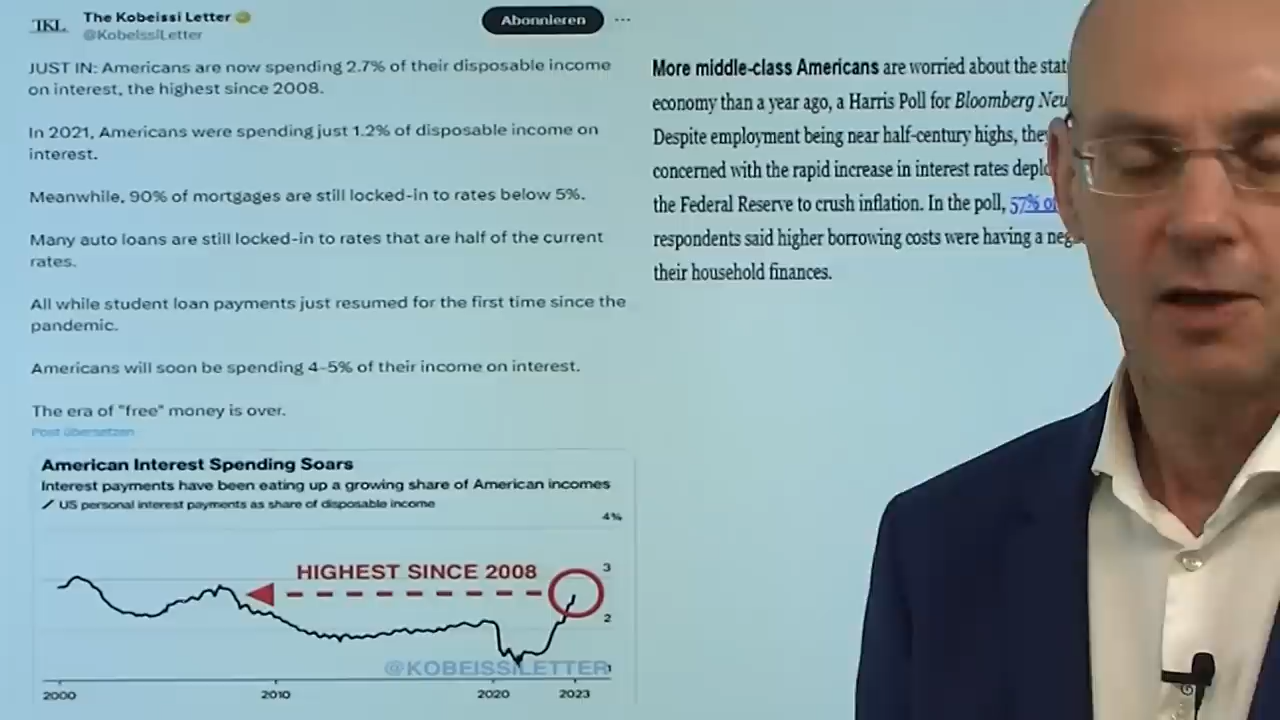 TKL The Kobeissi Letter
@KobeissiLetter
Abonnieren
JUST IN: Americans are now spending 2.7% of their disposable income
on interest, the highest since 2008.
In 2021, Americans were spending just 1.2% of disposable income on
interest.
Meanwhile, 90% of mortgages are still locked-in to rates below 5%.
Many auto loans are still locked-in to rates that are half of the current
rates.
All while student loan payments just resumed for the first time since the
pandemic.
Americans will soon be spending 4-5% of their income on interest.
The era of "free" money is over.
Post übersetzen
American Interest Spending Soars
Interest payments have been eating up a growing share of American incomes
US personal interest payments as share of disposable income
4%
3
2
1
HIGHEST SINCE 2008
@KOBEISSILETTER
2000 2010 2020 2023
More middle-class Americans are worried about the
economy than a year ago, a Harris Poll for Bloomberg
Despite employment being near half-century highs,
concerned with the rapid increase in interest rates
the Federal Reserve to crush inflation. In the poll, 57%
respondents said higher borrowing costs were having a
their household finances.